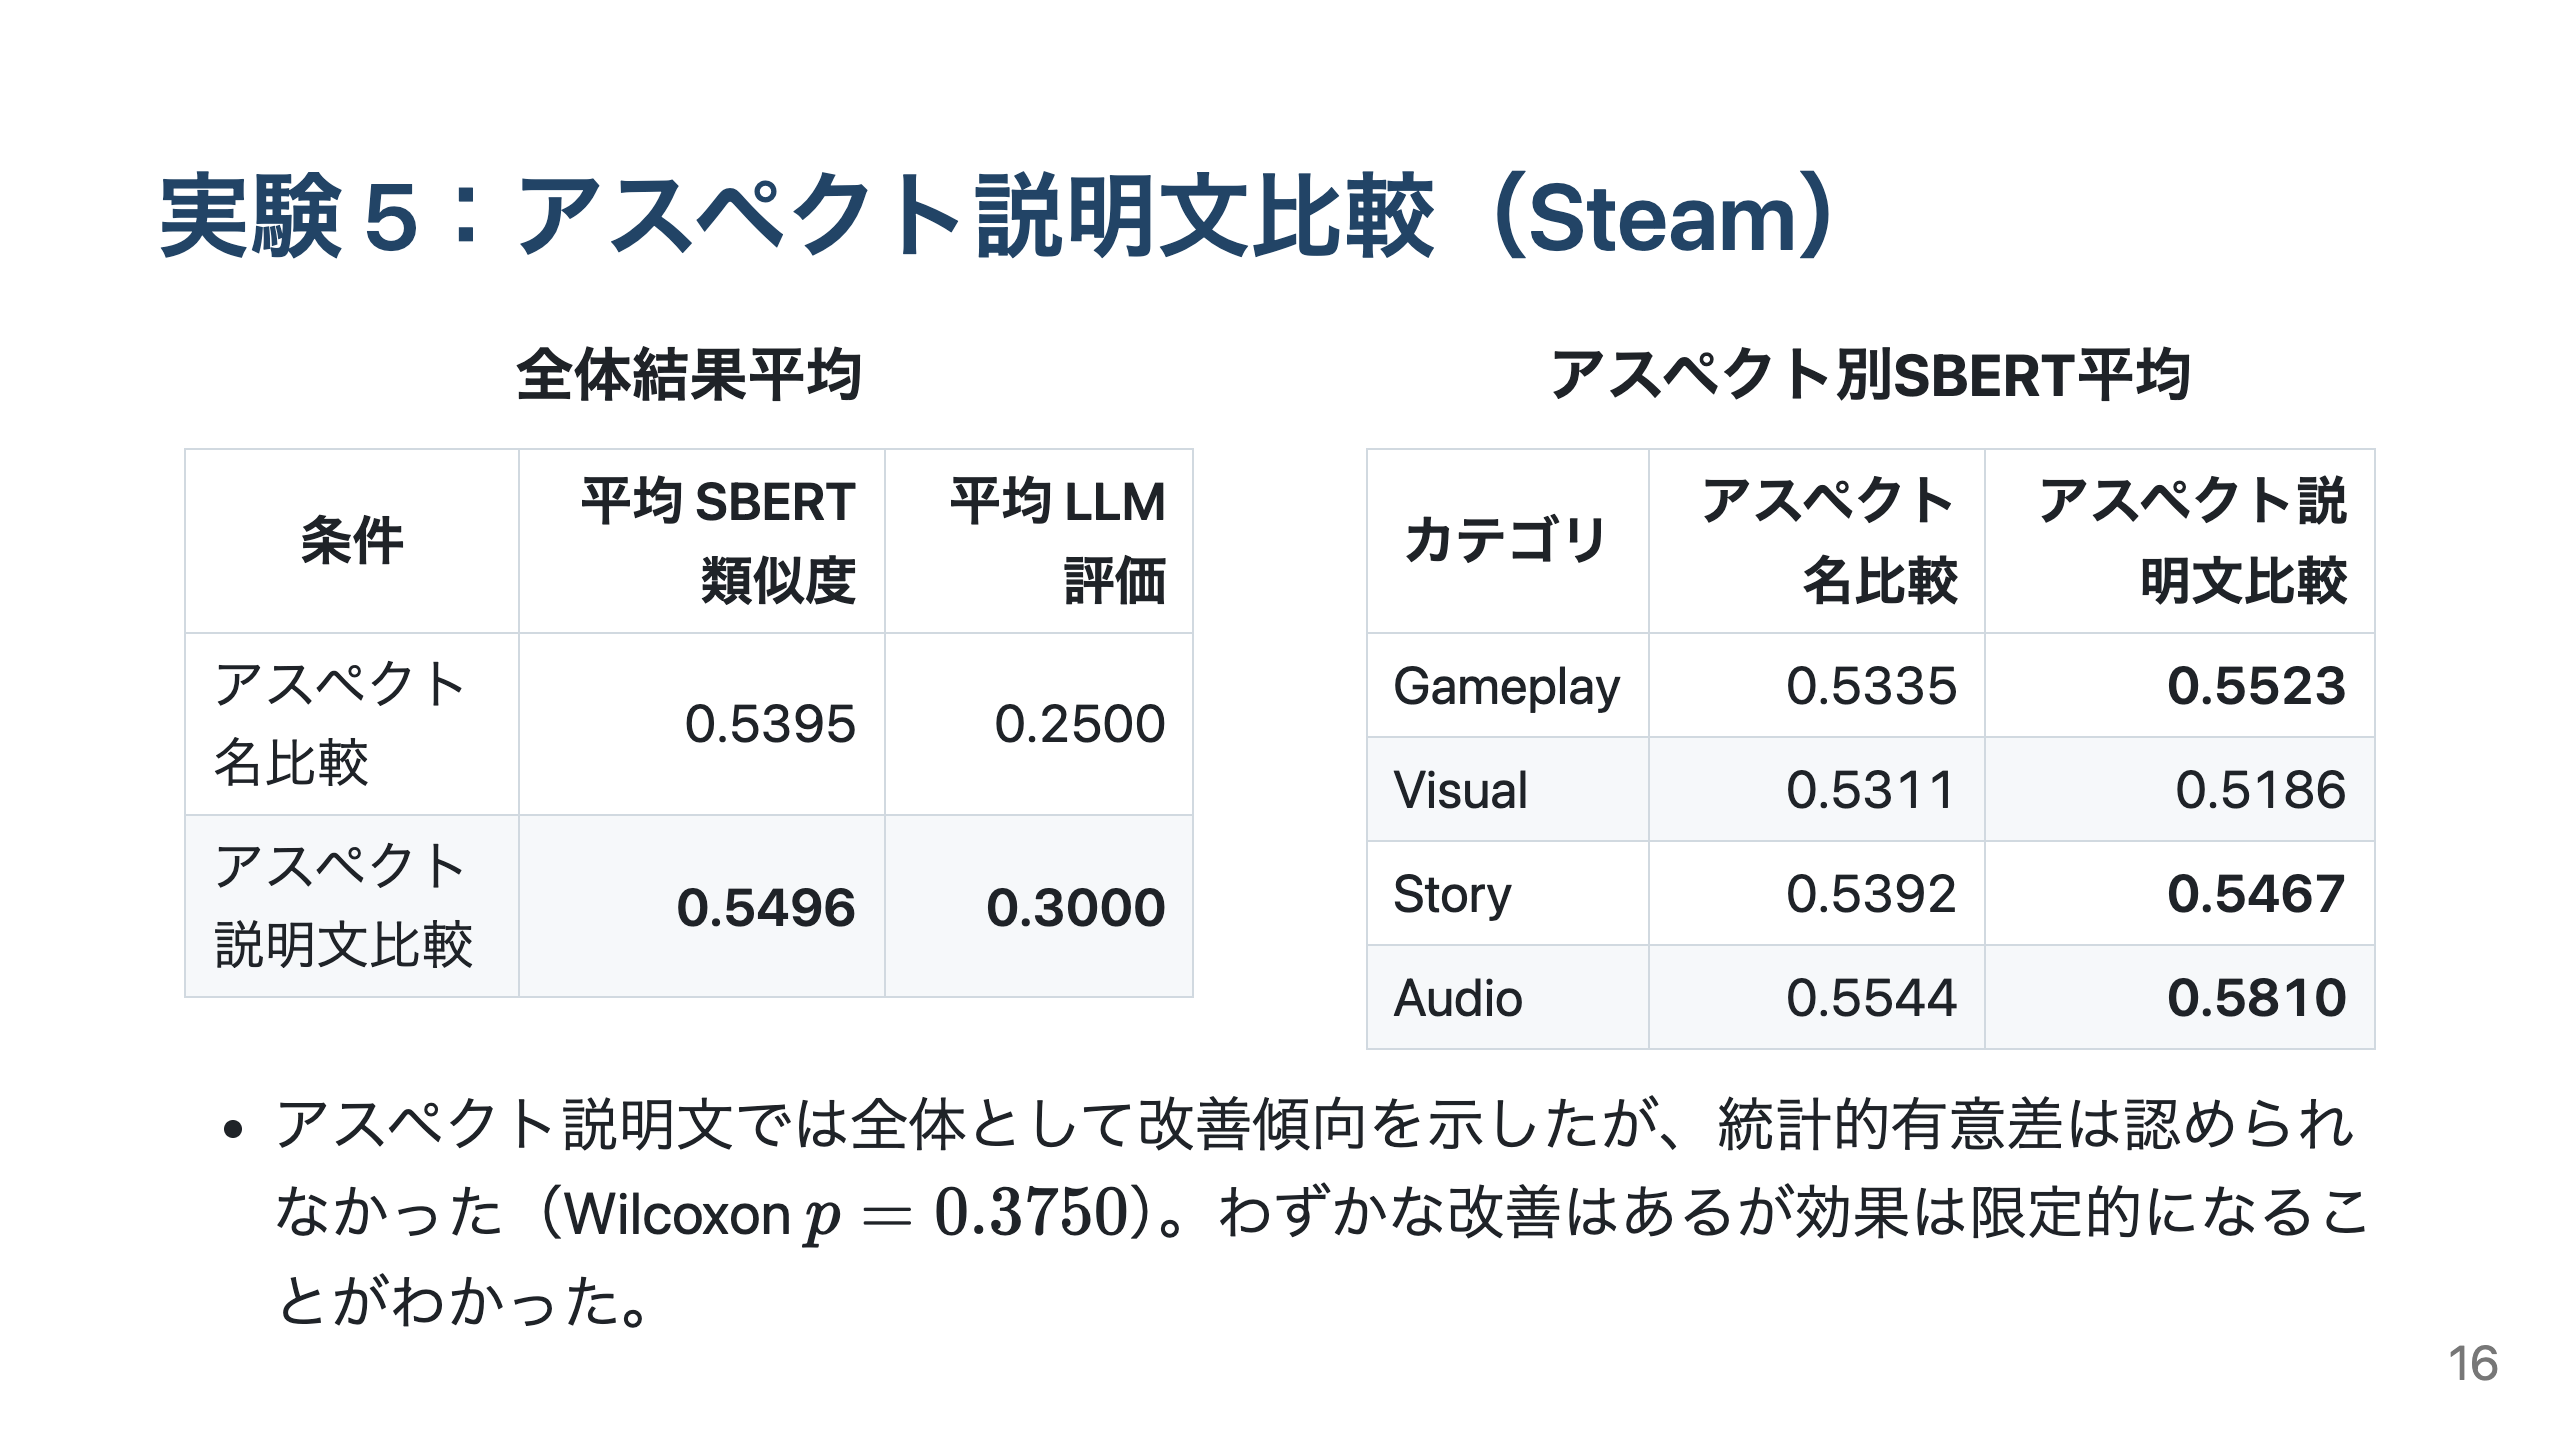 実験 5：アスペクト説明文比較（Steam）
全体結果平均
条件
平均 SBERT
類似度
平均 LLM
評価
アスペクト
名比較
0.5395
0.2500
アスペクト
説明文比較
0.5496
0.3000
アスペクト別SBERT平均
カテゴリ
アスペクト
名比較
アスペクト説
明文比較
Gameplay
0.5335
0.5523
Visual
0.5311
0.5186
Story
0.5392
0.5467
Audio
0.5544
0.5810
• アスペクト説明文では全体として改善傾向を示したが、統計的有意差は認められ
なかった（Wilcoxon p = 0.3750）。わずかな改善はあるが効果は限定的になるこ
とがわかった。
16